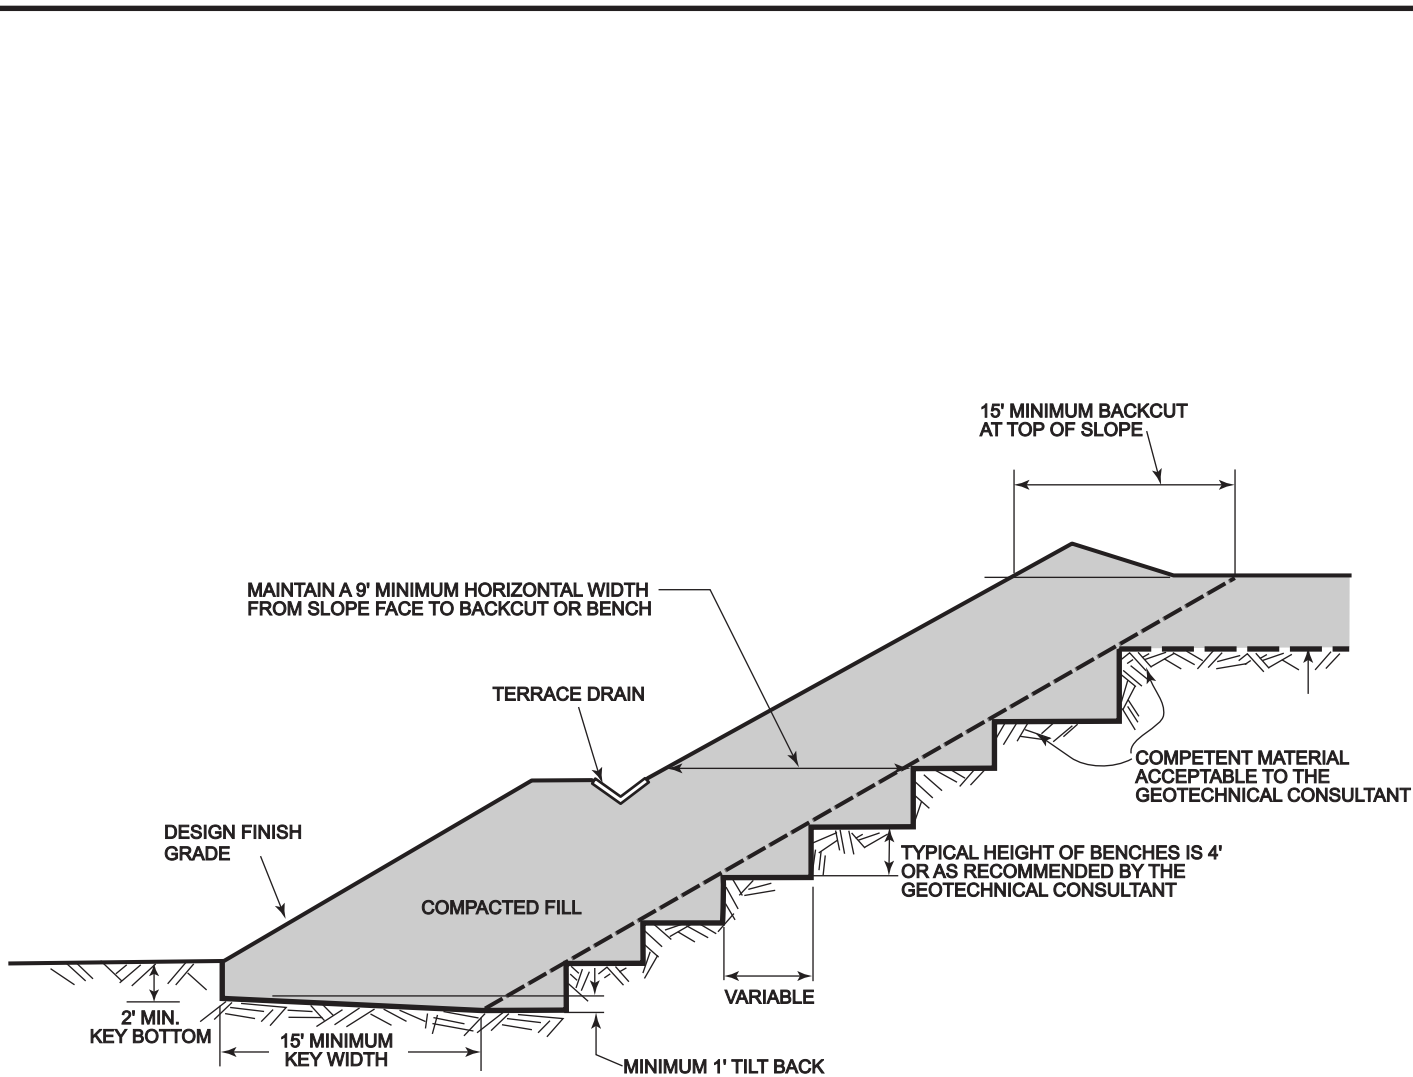 15' MINIMUM BACKCUT
AT TOP OF SLOPE
MAINTAIN A 9' MINIMUM HORIZONTAL WIDTH
FROM SLOPE FACE TO BACKCUT OR BENCH
TERRACE DRAIN
COMPETENT MATERIAL
ACCEPTABLE TO THE
GEOTECHNICAL CONSULTANT
DESIGN FINISH
GRADE
TYPICAL HEIGHT OF BENCHES IS 4'
OR AS RECOMMENDED BY THE
GEOTECHNICAL CONSULTANT
COMPACTED FILL
VARIABLE
2' MIN.
KEY BOTTOM
15' MINIMUM
KEY WIDTH
MINIMUM 1' TILT BACK